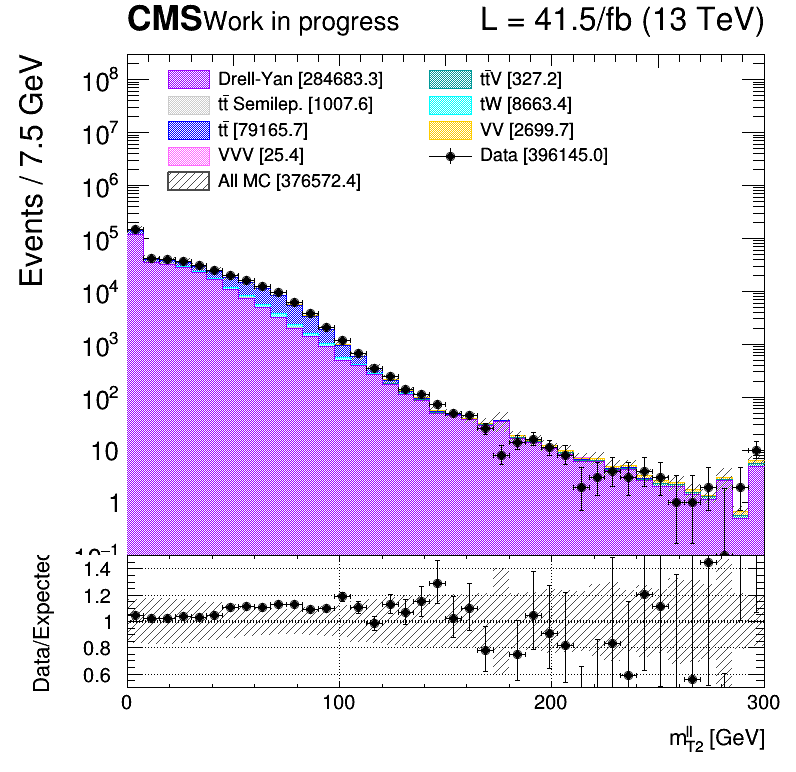 CMS Work in progress L = 41.5/fb (13 TeV)
Events / 7.5 GeV
Drell-Yan [284683.3]
tt̄ Semilep. [1007.6]
tt̄ [79165.7]
VVV [25.4]
All MC [376572.4]
tt̄V [327.2]
tW [8663.4]
VV [2699.7]
Data [396145.0]
10⁸
10⁷
10⁶
10⁵
10⁴
10³
10²
10
1
10⁻¹
Data/Expected
1.4
1.2
1
0.8
0.6
0 100 200 300
m_{T2}^{ll} [GeV]